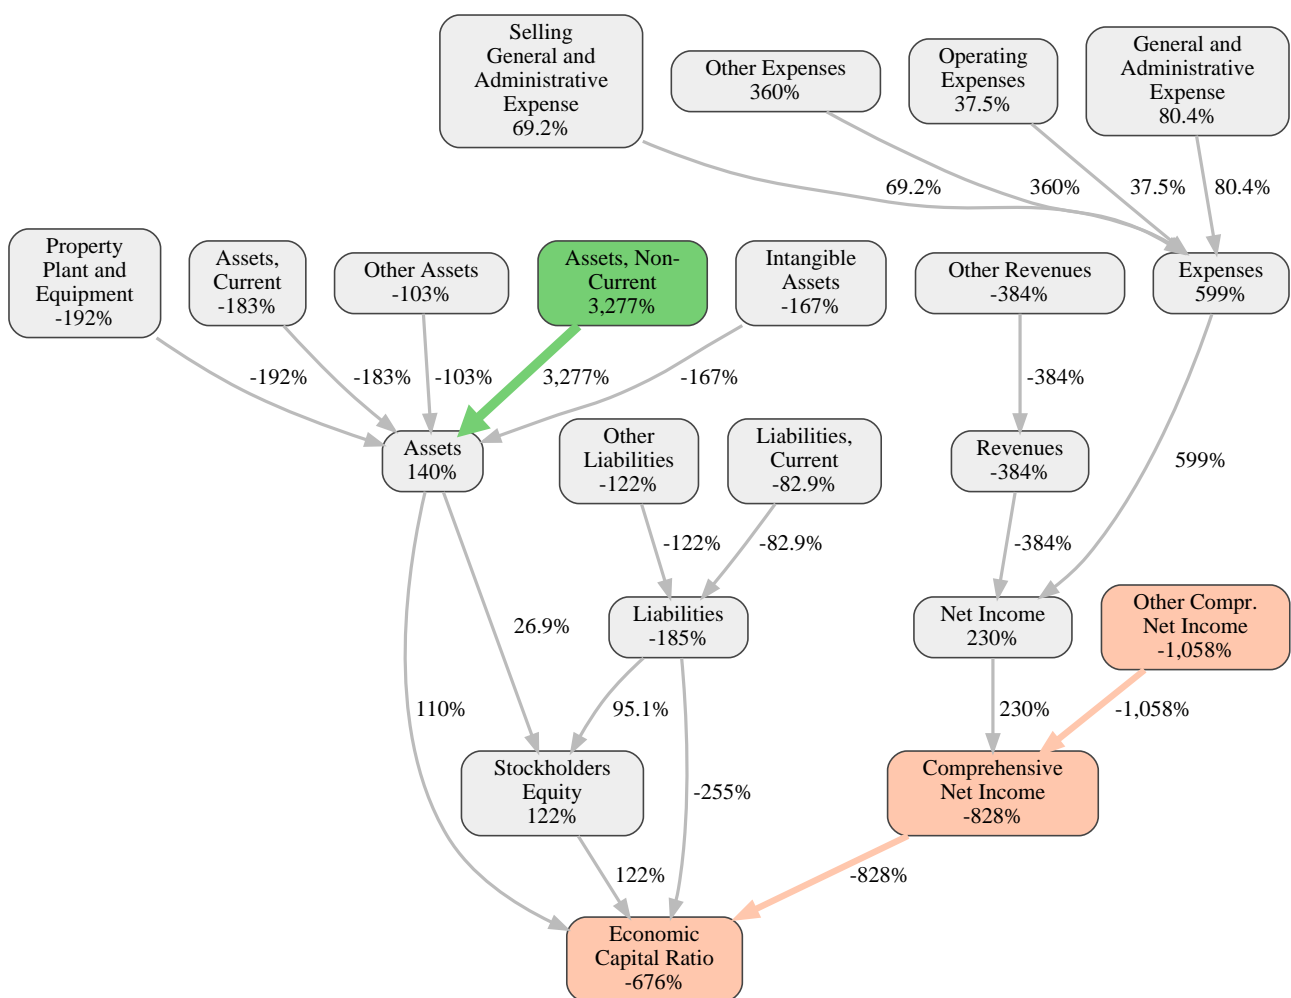 Selling
General and
Administrative
Expense
69.2%
Other Expenses
360%
Operating
Expenses
37.5%
General and
Administrative
Expense
80.4%
69.2%
360%
37.5%
80.4%
Property
Plant and
Equipment
-192%
Assets,
Current
-183%
Other Assets
-103%
Assets, Non-
Current
3,277%
Intangible
Assets
-167%
Other Revenues
-384%
Expenses
599%
-192%
-183%
-103%
3,277%
-167%
-384%
Assets
140%
Other
Liabilities
-122%
Liabilities,
Current
-82.9%
Revenues
-384%
599%
-122%
-82.9%
-384%
26.9%
Liabilities
-185%
Net Income
230%
Other Compr.
Net Income
-1,058%
110%
95.1%
230%
-1,058%
Stockholders
Equity
122%
-255%
Comprehensive
Net Income
-828%
122%
-828%
Economic
Capital Ratio
-676%